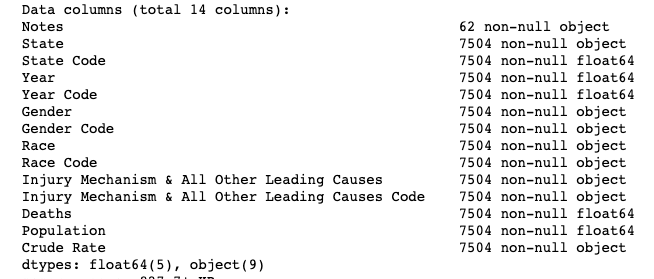 Data columns (total 14 columns):
Notes 62 non-null object
State 7504 non-null object
State Code 7504 non-null float64
Year 7504 non-null float64
Year Code 7504 non-null float64
Gender 7504 non-null object
Gender Code 7504 non-null object
Race 7504 non-null object
Race Code 7504 non-null object
Injury Mechanism & All Other Leading Causes 7504 non-null object
Injury Mechanism & All Other Leading Causes Code 7504 non-null object
Deaths 7504 non-null float64
Population 7504 non-null float64
Crude Rate 7504 non-null object
dtypes: float64(5), object(9)